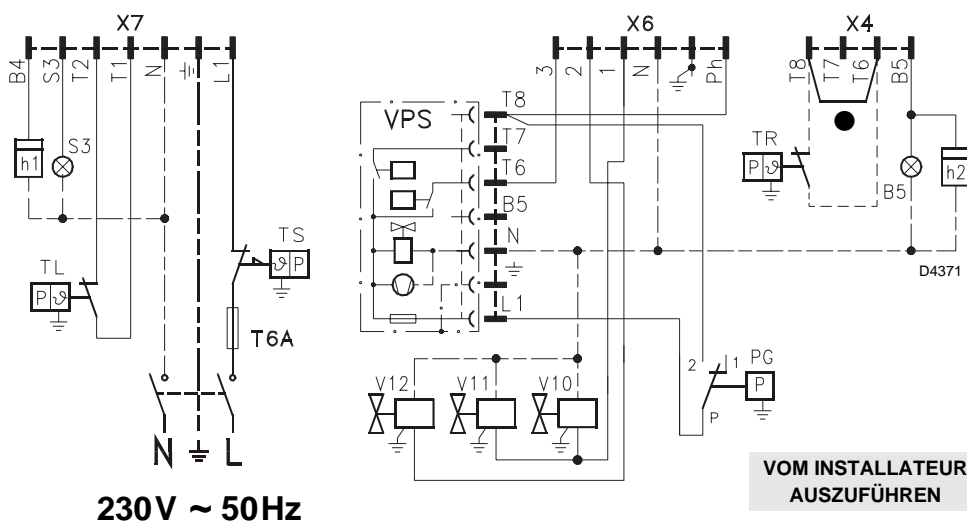 X7
B4
S3
T2
T1
N
L1
h1
S3
TL
P ϑ
TS
ϑ P
T6A
N
L
230V ~ 50Hz
X6
3
2
1
N
Ph
VPS
T8
T7
T6
B5
N
L1
V12
V11
V10
2
1
P
PG
P
X4
T8
T7
T6
B5
TR
P ϑ
B5
h2
D4371
VOM INSTALLATEUR
AUSZUFÜHREN